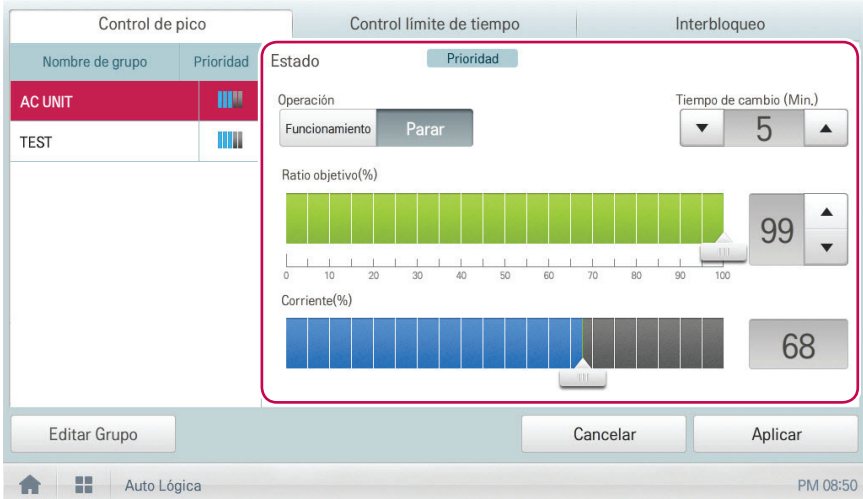 Control de pico
Control límite de tiempo
Interbloqueo
Nombre de grupo
Prioridad
AC UNIT
TEST
Estado
Prioridad
Operación
Funcionamiento
Parar
Tiempo de cambio (Min.)
5
Ratio objetivo(%)
99
0 10 20 30 40 50 60 70 80 90 100
Corriente(%)
68
Editar Grupo
Cancelar
Aplicar
Auto Lógica
PM 08:50